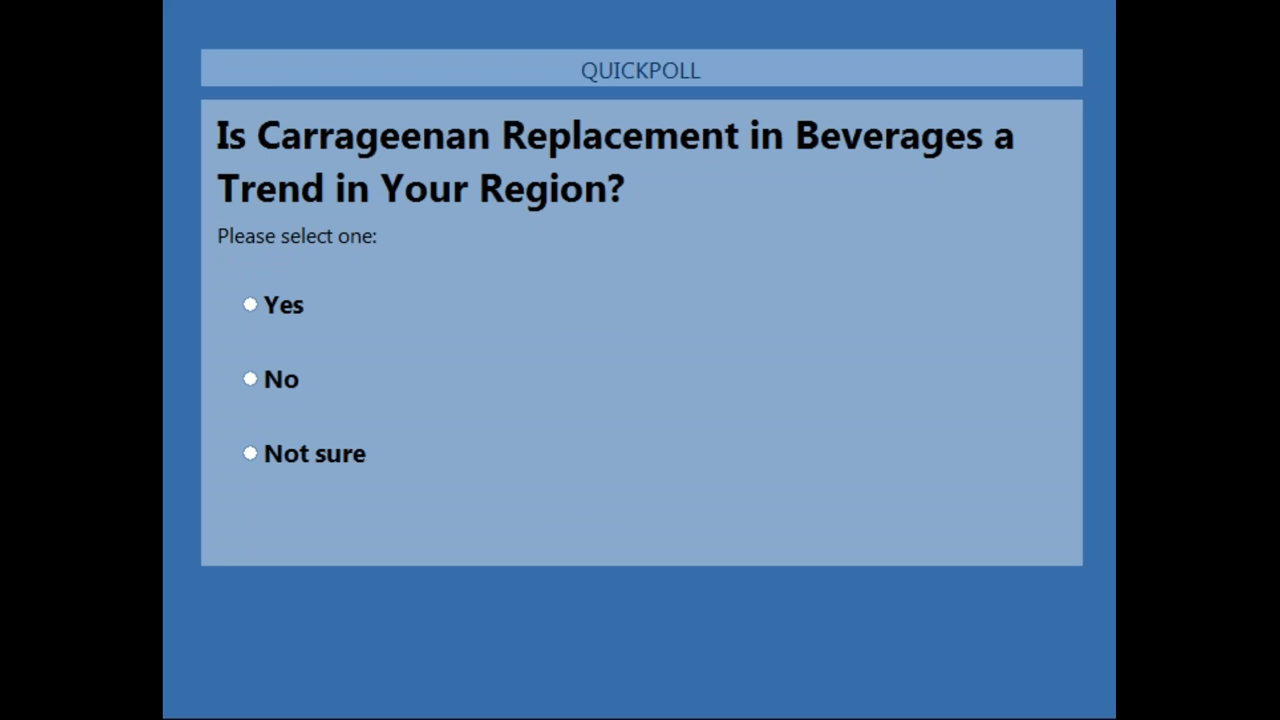 QUICKPOLL
Is Carrageenan Replacement in Beverages a
Trend in Your Region?
Please select one:
Yes
No
Not sure